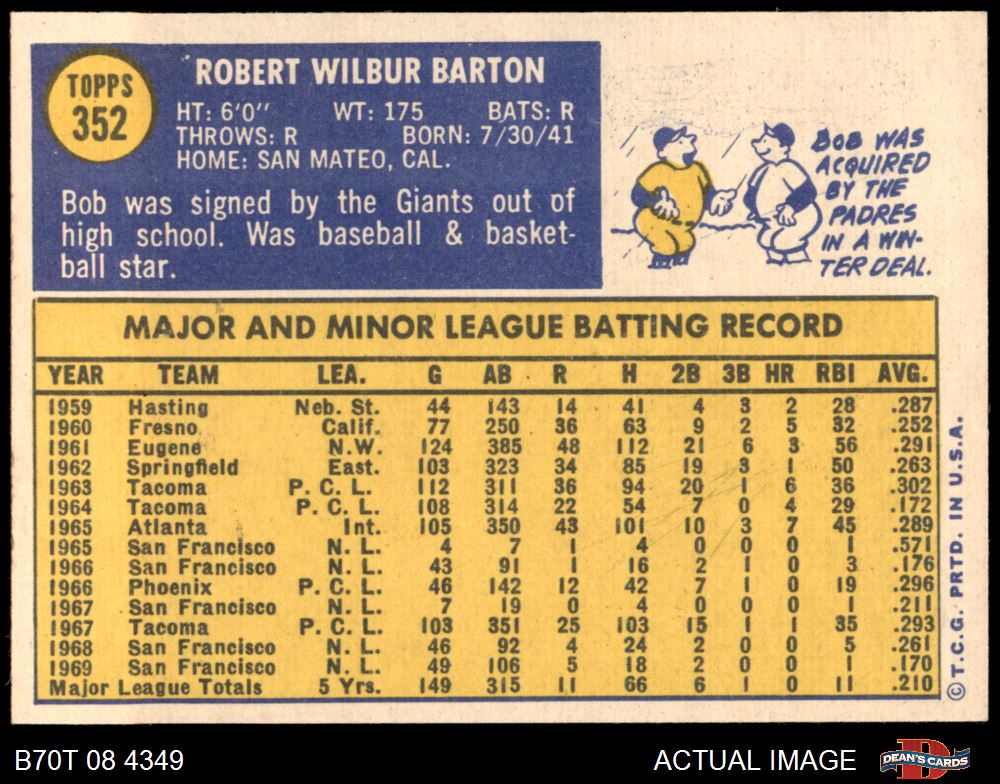 TOPPS
352
ROBERT WILBUR BARTON
HT: 6'0" WT: 175 BATS: R
THROWS: R BORN: 7/30/41
HOME: SAN MATEO, CAL.
Bob was signed by the Giants out of
high school. Was baseball & basket-
ball star.
BOB WAS
ACQUIRED
BY THE
PADRES
IN A WIN-
TER DEAL.
MAJOR AND MINOR LEAGUE BATTING RECORD
YEAR TEAM LEA. G AB R H 2B 3B HR RBI AVG.
1959 Hasting Neb. St. 44 143 14 41 4 3 2 28 .287
1960 Fresno Calif. 77 250 36 63 9 2 5 32 .252
1961 Eugene N.W. 124 385 48 112 21 6 3 56 .291
1962 Springfield East. 103 323 34 85 19 3 1 50 .263
1963 Tacoma P. C. L. 112 311 36 94 20 1 6 36 .302
1964 Tacoma P. C. L. 108 314 22 54 7 0 4 29 .172
1965 Atlanta Int. 105 350 43 101 10 3 7 45 .289
1965 San Francisco N. L. 4 7 1 4 0 0 0 1 .571
1966 San Francisco N. L. 43 91 1 16 2 1 0 3 .176
1966 Phoenix P. C. L. 46 142 12 42 7 1 0 19 .296
1967 San Francisco N. L. 7 19 0 4 0 0 0 1 .211
1967 Tacoma P. C. L. 103 351 25 103 15 1 1 35 .293
1968 San Francisco N. L. 46 92 4 24 2 0 0 5 .261
1969 San Francisco N. L. 49 106 5 18 2 0 0 1 .170
Major League Totals 5 Yrs. 149 315 11 66 6 1 0 11 .210
© T.C.G. PRTD. IN U.S.A.
B70T 08 4349 ACTUAL IMAGE
DEAN'S CARDS